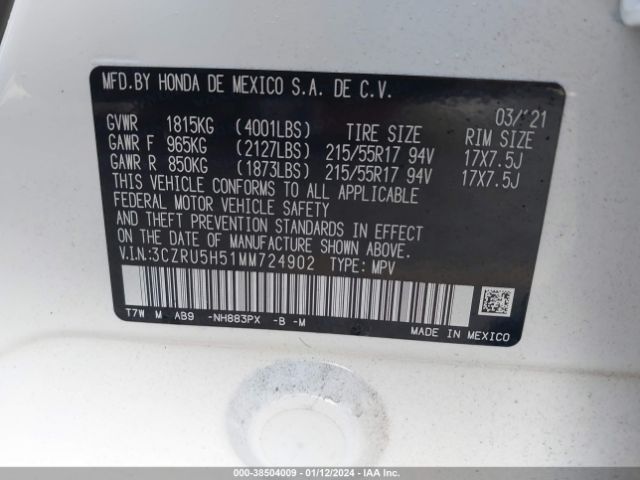 MFD.BY HONDA DE MEXICO S.A. DE C.V.
03/'21
GVWR 1815KG (4001LBS) TIRE SIZE RIM SIZE
GAWR F 965KG (2127LBS) 215/55R17 94V 17X7.5J
GAWR R 850KG (1873LBS) 215/55R17 94V 17X7.5J
THIS VEHICLE CONFORMS TO ALL APPLICABLE
FEDERAL MOTOR VEHICLE SAFETY
AND THEFT PREVENTION STANDARDS IN EFFECT
ON THE DATE OF MANUFACTURE SHOWN ABOVE.
V.I.N.:3CZRU5H51MM724902 TYPE: MPV
T7W M AB9 -NH883PX -B -M
MADE IN MEXICO
000-38504009 - 01/12/2024 - IAA Inc.